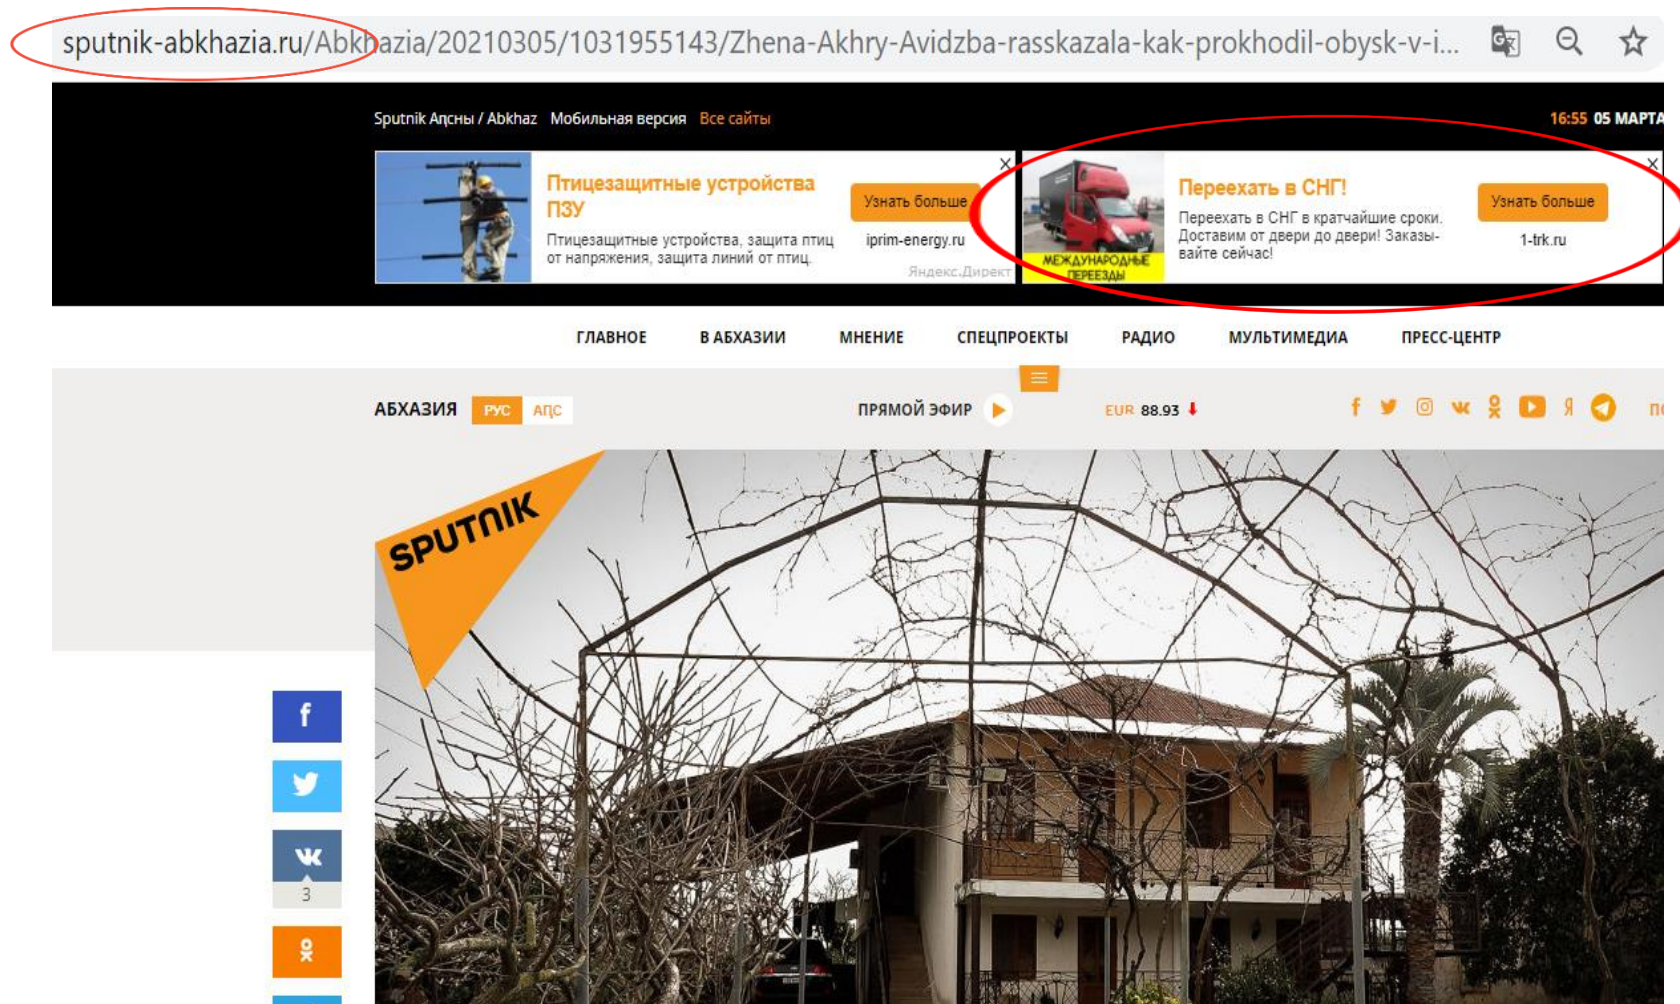 sputnik-abkhazia.ru/Abkhazia/20210305/1031955143/Zhena-Akhry-Avidzba-rasskazala-kak-prokhodil-obysk-v-i...
Sputnik Аԥсны / Abkhaz Мобильная версия Все сайты
16:55 05 МАРТА
Птицезащитные устройства
ПЗУ
Птицезащитные устройства, защита птиц
от напряжения, защита линий от птиц.
Узнать больше
iprim-energy.ru
Яндекс.Директ
МЕЖДУНАРОДНЫЕ
ПЕРЕЕЗДЫ
Переехать в СНГ!
Переехать в СНГ в кратчайшие сроки.
Доставим от двери до двери! Заказы-
вайте сейчас!
Узнать больше
1-trk.ru
ГЛАВНОЕ В АБХАЗИИ МНЕНИЕ СПЕЦПРОЕКТЫ РАДИО МУЛЬТИМЕДИА ПРЕСС-ЦЕНТР
АБХАЗИЯ РУС АԤС ПРЯМОЙ ЭФИР EUR 88.93
SPUTNIK
3